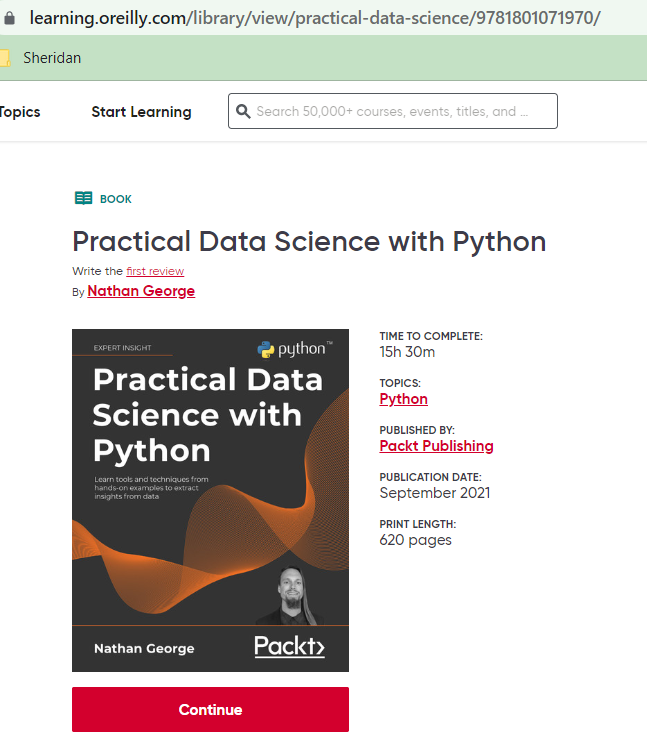 learning.oreilly.com/library/view/practical-data-science/9781801071970/
Sheridan
Topics
Start Learning
Search 50,000+ courses, events, titles, and ...
BOOK
Practical Data Science with Python
Write the first review
By Nathan George
EXPERT INSIGHT
python™
Practical Data
Science with
Python
Learn tools and techniques from
hands-on examples to extract
insights from data
Nathan George
Packt>
Continue
TIME TO COMPLETE:
15h 30m
TOPICS:
Python
PUBLISHED BY:
Packt Publishing
PUBLICATION DATE:
September 2021
PRINT LENGTH:
620 pages